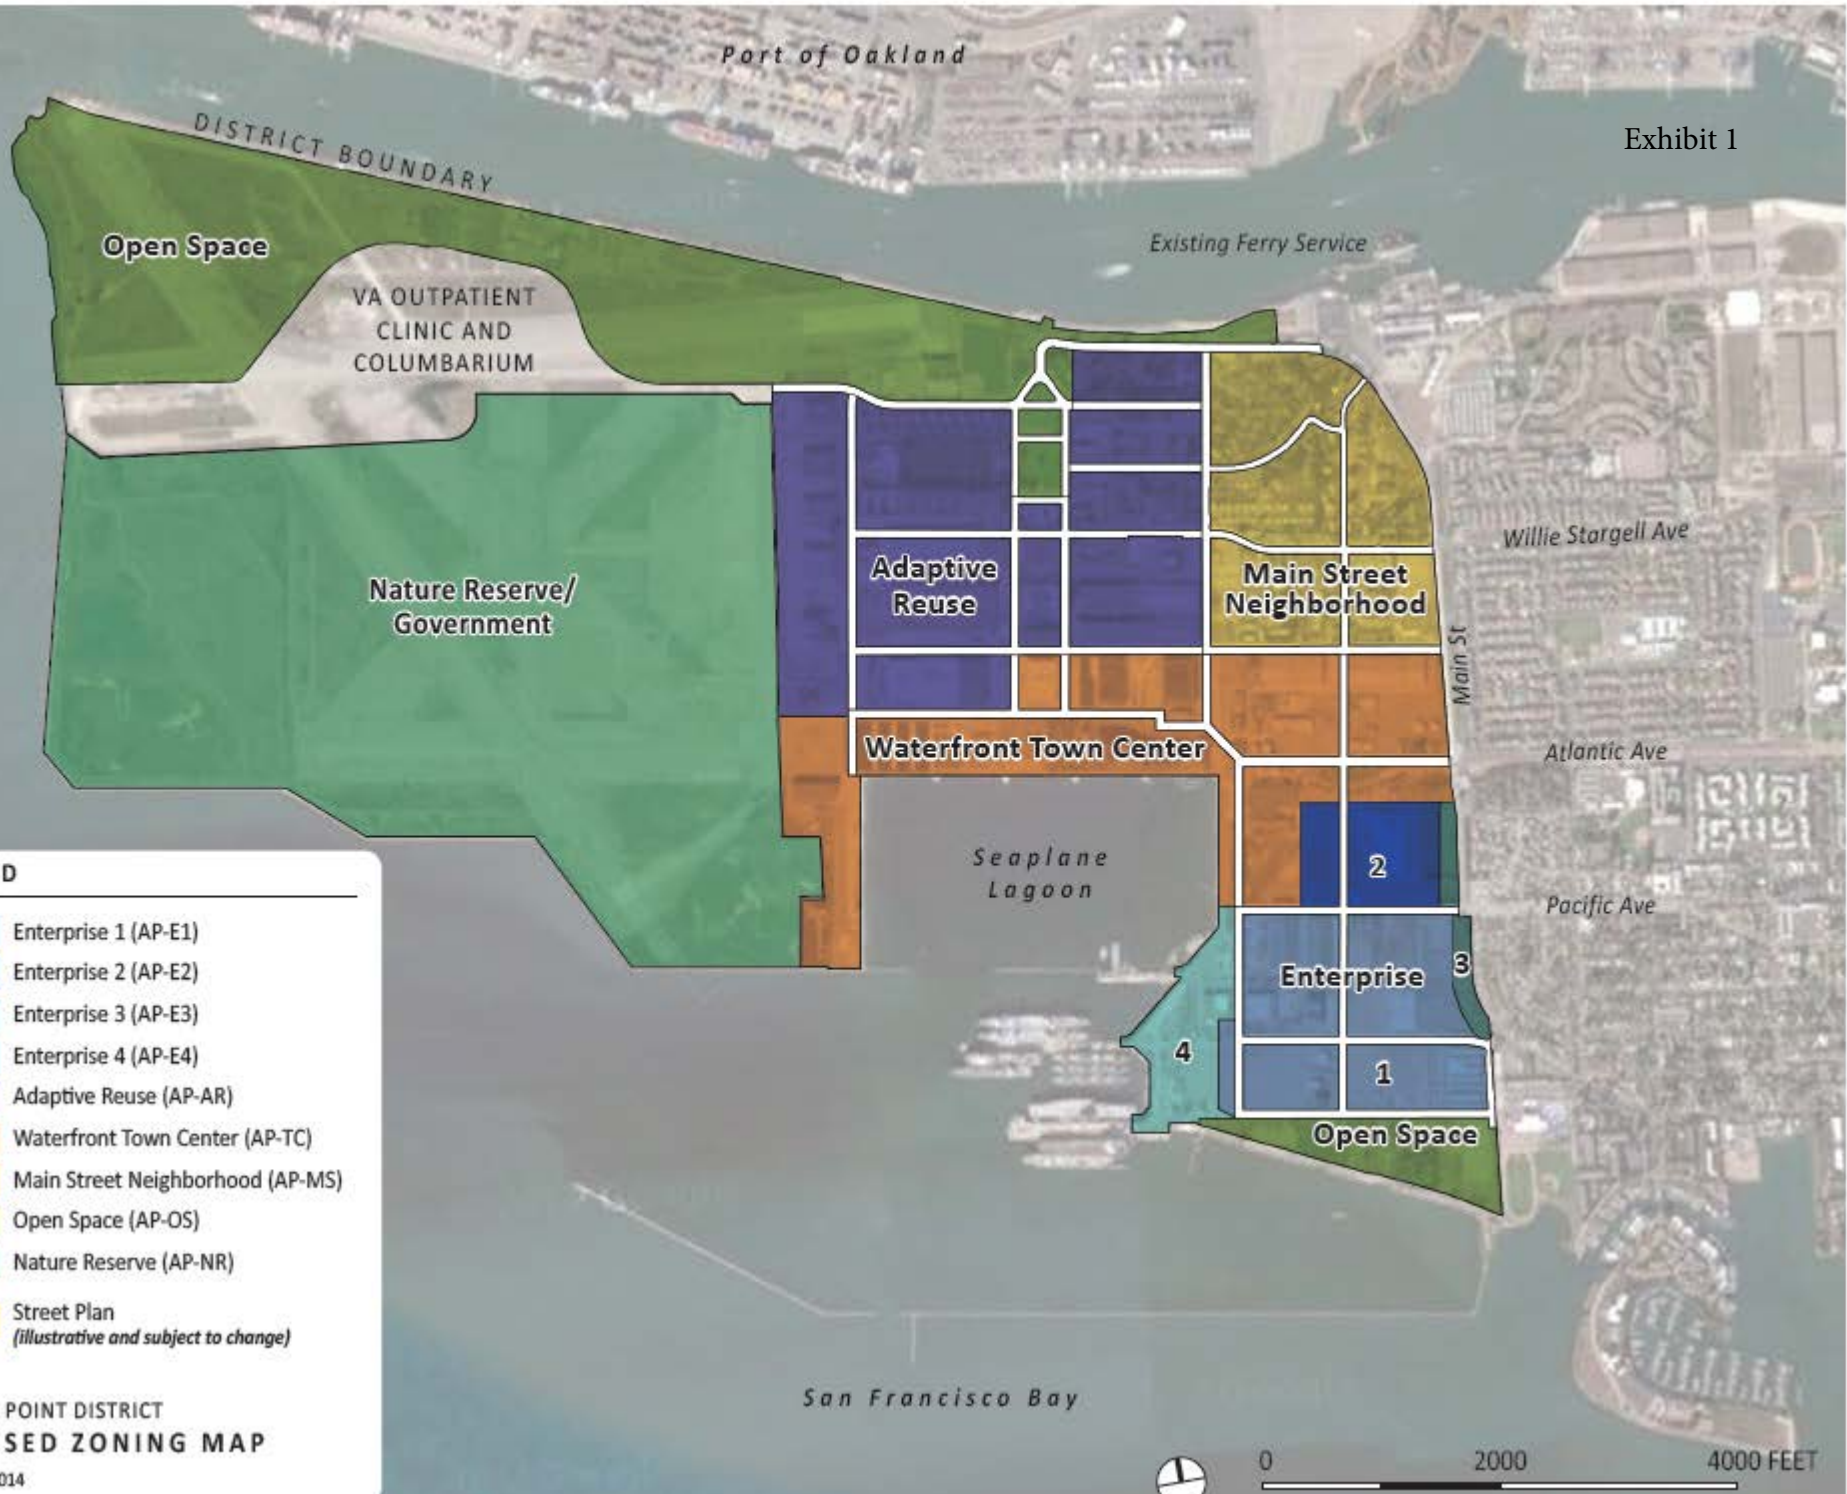 Port of Oakland
Exhibit 1
DISTRICT BOUNDARY
Existing Ferry Service
Open Space
VA OUTPATIENT
CLINIC AND
COLUMBARIUM
Willie Stargell Ave
Nature Reserve/
Government
Adaptive
Reuse
Main Street
Neighborhood
Main St
Waterfront Town Center
Atlantic Ave
Seaplane
Lagoon
2
Pacific Ave
Enterprise
3
4
1
Open Space
D
Enterprise 1 (AP-E1)
Enterprise 2 (AP-E2)
Enterprise 3 (AP-E3)
Enterprise 4 (AP-E4)
Adaptive Reuse (AP-AR)
Waterfront Town Center (AP-TC)
Main Street Neighborhood (AP-MS)
Open Space (AP-OS)
Nature Reserve (AP-NR)
Street Plan
(illustrative and subject to change)
POINT DISTRICT
SED ZONING MAP
014
San Francisco Bay
0 2000 4000 FEET